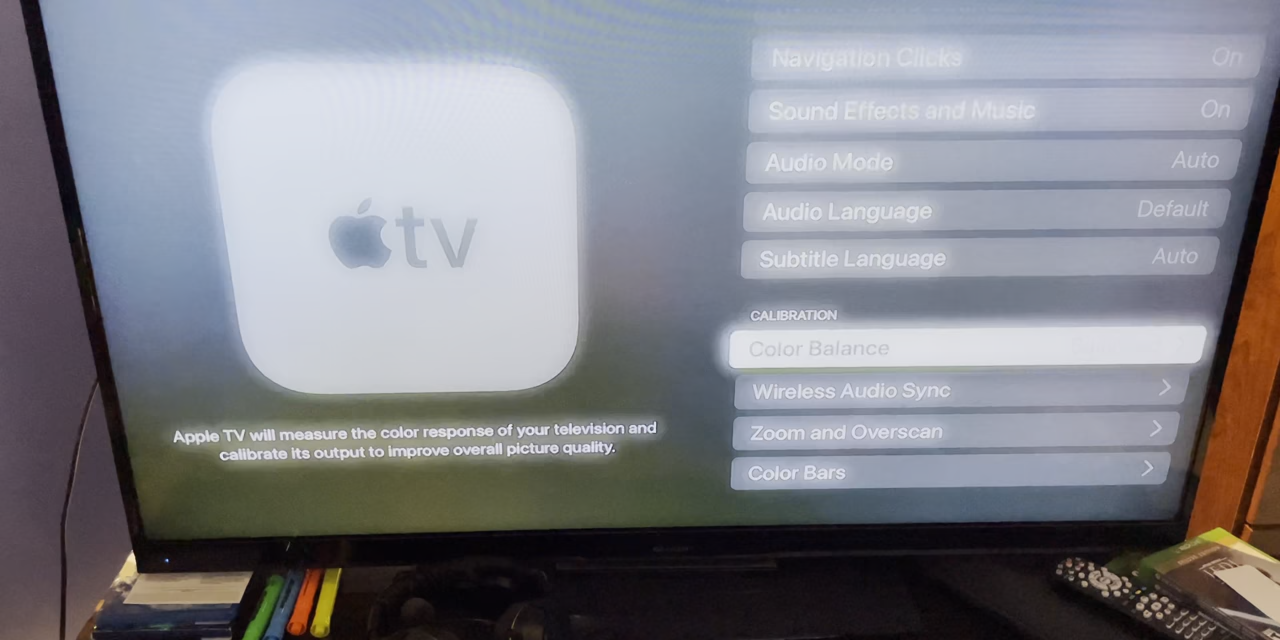 tv
Apple TV will measure the color response of your television and
calibrate its output to improve overall picture quality.
Navigation Clicks On
Sound Effects and Music On
Audio Mode Auto
Audio Language Default
Subtitle Language Auto
CALIBRATION
Color Balance
Wireless Audio Sync
Zoom and Overscan
Color Bars